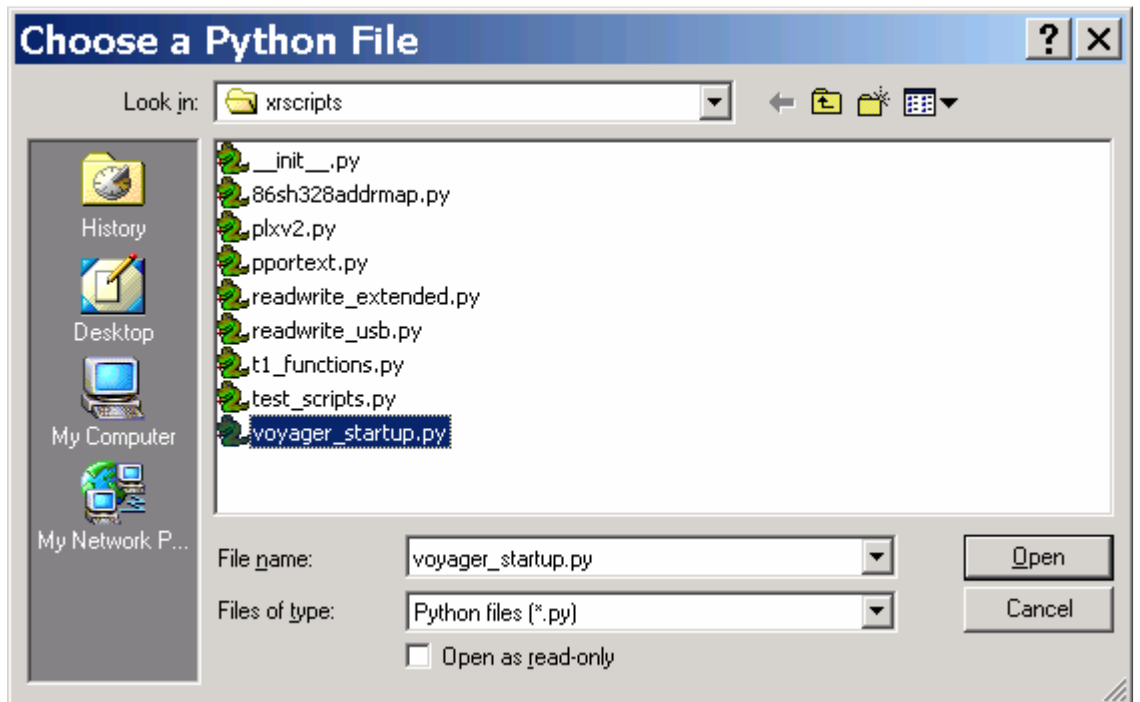 Choose a Python File
Look in: xrscripts
__init__.py
86sh328addrmap.py
plxv2.py
pportext.py
readwrite_extended.py
readwrite_usb.py
t1_functions.py
test_scripts.py
voyager_startup.py
History
Desktop
My Computer
My Network P...
File name: voyager_startup.py Open
Files of type: Python files (*.py) Cancel
Open as read-only